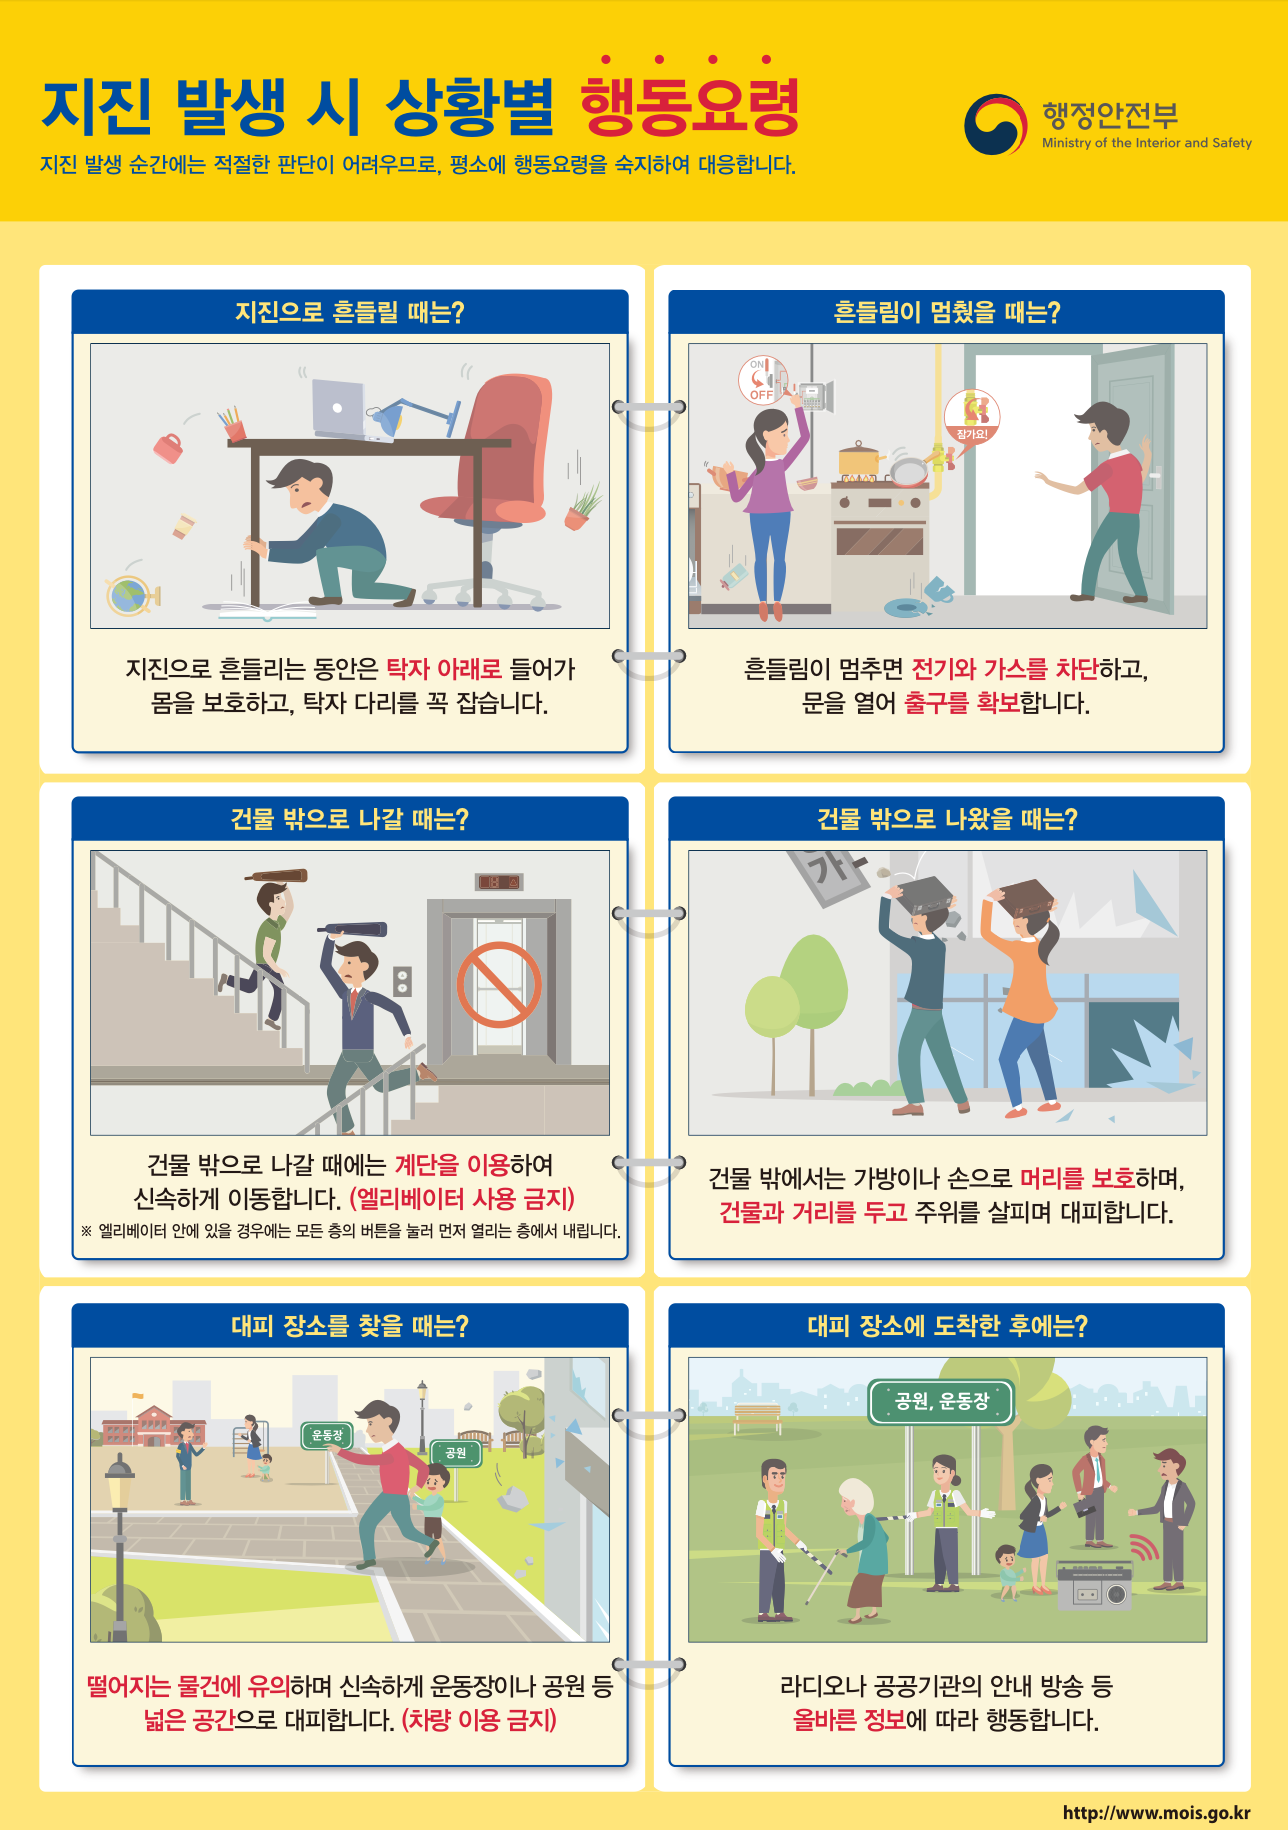 지진 발생 시 상황별 행동요령
지진 발생 순간에는 적절한 판단이 어려우므로, 평소에 행동요령을 숙지하여 대응합니다.
행정안전부
Ministry of the Interior and Safety
지진으로 흔들릴 때는?
지진으로 흔들리는 동안은 탁자 아래로 들어가
몸을 보호하고, 탁자 다리를 꼭 잡습니다.
흔들림이 멈췄을 때는?
ON
OFF
잠가요!
흔들림이 멈추면 전기와 가스를 차단하고,
문을 열어 출구를 확보합니다.
건물 밖으로 나갈 때는?
18
건물 밖으로 나갈 때에는 계단을 이용하여
신속하게 이동합니다. (엘리베이터 사용 금지)
※ 엘리베이터 안에 있을 경우에는 모든 층의 버튼을 눌러 먼저 열리는 층에서 내립니다.
건물 밖으로 나왔을 때는?
가
건물 밖에서는 가방이나 손으로 머리를 보호하며,
건물과 거리를 두고 주위를 살피며 대피합니다.
대피 장소를 찾을 때는?
운동장
공원
떨어지는 물건에 유의하며 신속하게 운동장이나 공원 등
넓은 공간으로 대피합니다. (차량 이용 금지)
대피 장소에 도착한 후에는?
공원, 운동장
라디오나 공공기관의 안내 방송 등
올바른 정보에 따라 행동합니다.
http://www.mois.go.kr